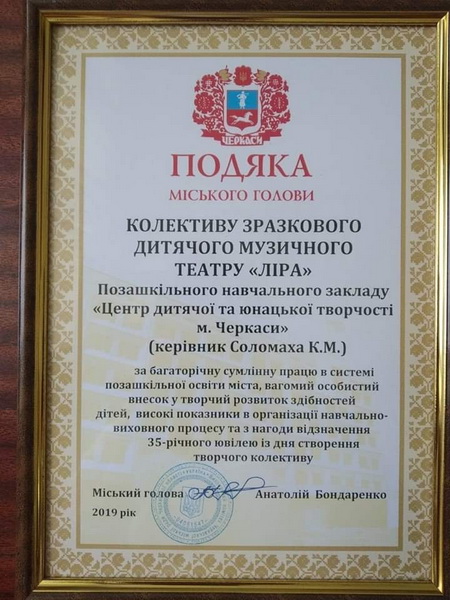 ЧЕРКАСИ
ПОДЯКА
МІСЬКОГО ГОЛОВИ
КОЛЕКТИВУ ЗРАЗКОВОГО
ДИТЯЧОГО МУЗИЧНОГО
ТЕАТРУ «ЛІРА»
Позашкільного навчального закладу
«Центр дитячої та юнацької творчості
м. Черкаси»
(керівник Соломаха К.М.)
за багаторічну сумлінну працю в системі
позашкільної освіти міста, вагомий особистий
внесок у творчий розвиток здібностей
дітей, високі показники в організації навчально-
виховного процесу та з нагоди відзначення
35-річного ювілею із дня створення
творчого колективу
Міський голова Анатолій Бондаренко
2019 рік